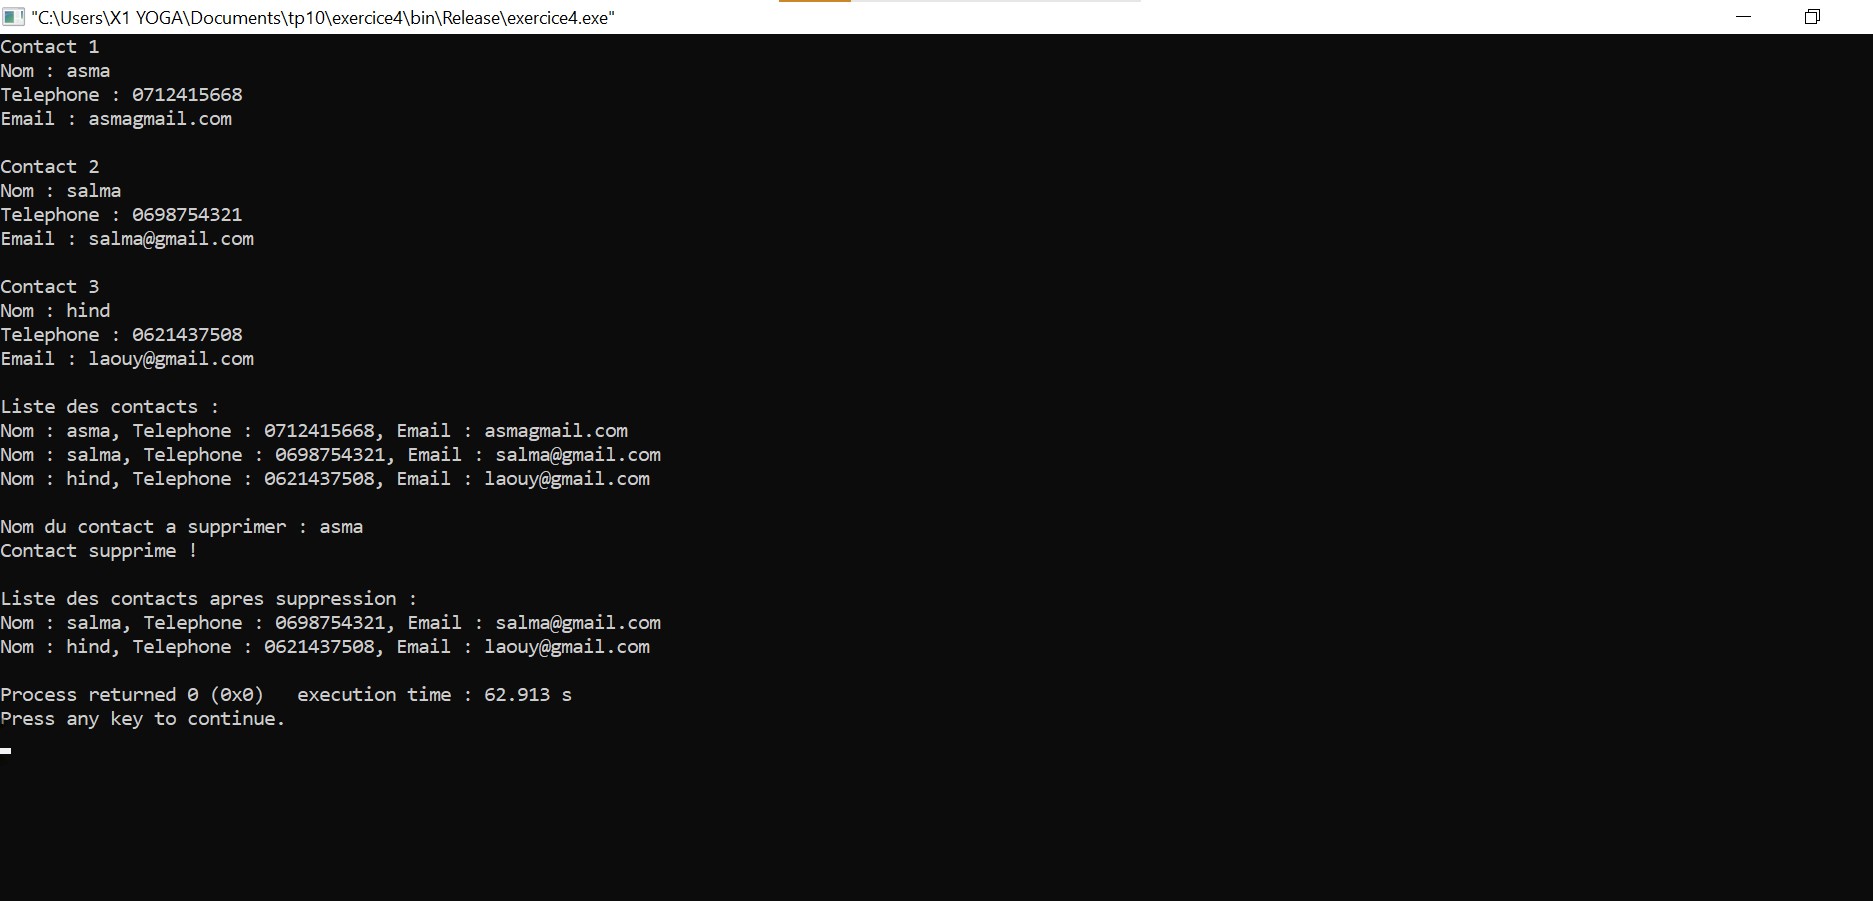 "C:\Users\X1 YOGA\Documents\tp10\exercice4\bin\Release\exercice4.exe"
Contact 1
Nom : asma
Telephone : 0712415668
Email : asmagmail.com
Contact 2
Nom : salma
Telephone : 0698754321
Email : salma@gmail.com
Contact 3
Nom : hind
Telephone : 0621437508
Email : laouy@gmail.com
Liste des contacts :
Nom : asma, Telephone : 0712415668, Email : asmagmail.com
Nom : salma, Telephone : 0698754321, Email : salma@gmail.com
Nom : hind, Telephone : 0621437508, Email : laouy@gmail.com
Nom du contact a supprimer : asma
Contact supprime !
Liste des contacts apres suppression :
Nom : salma, Telephone : 0698754321, Email : salma@gmail.com
Nom : hind, Telephone : 0621437508, Email : laouy@gmail.com
Process returned 0 (0x0)   execution time : 62.913 s
Press any key to continue.